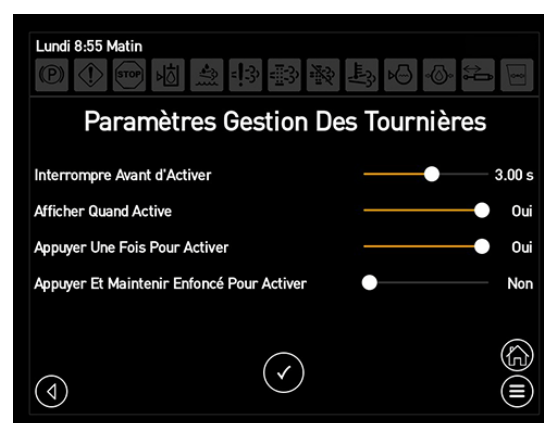 Lundi 8:55 Matin
(P) STOP
Paramètres Gestion Des Tournières
Interrompre Avant d'Activer 3.00 s
Afficher Quand Active Oui
Appuyer Une Fois Pour Activer Oui
Appuyer Et Maintenir Enfoncé Pour Activer Non